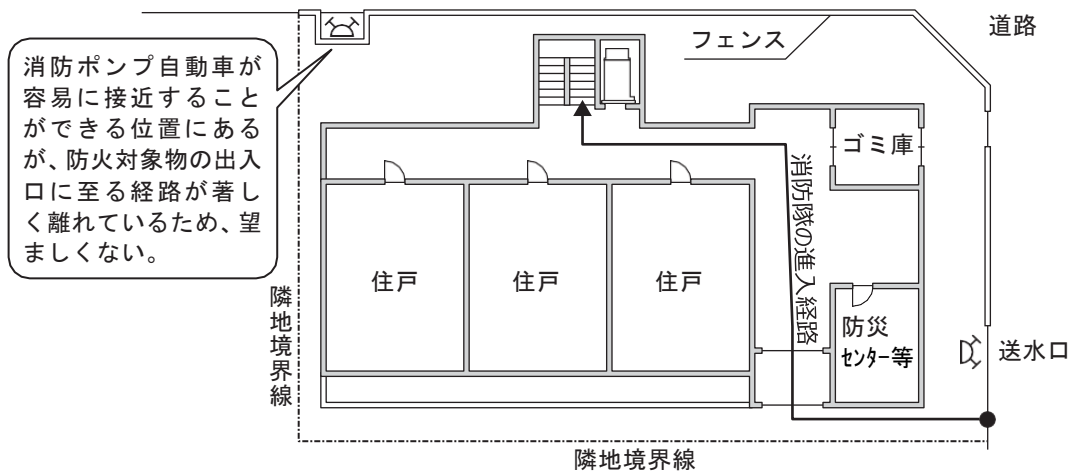 道路
フェンス
消防ポンプ自動車が
容易に接近すること
ができる位置にある
が、防火対象物の出入
口に至る経路が著し
く離れているため、望
ましくない。
ゴミ庫
消防隊の進入経路
住戸
住戸
住戸
隣地境界線
防災
センター等
送水口
隣地境界線